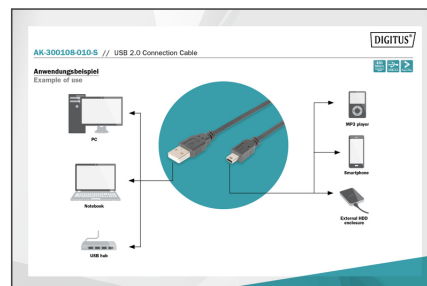 DIGITUS®
AK-300108-010-S // USB 2.0 Connection Cable
Anwendungsbeispiel
Example of use
PC
Notebook
USB hub
MP3 player
Smartphone
External HDD
enclosure